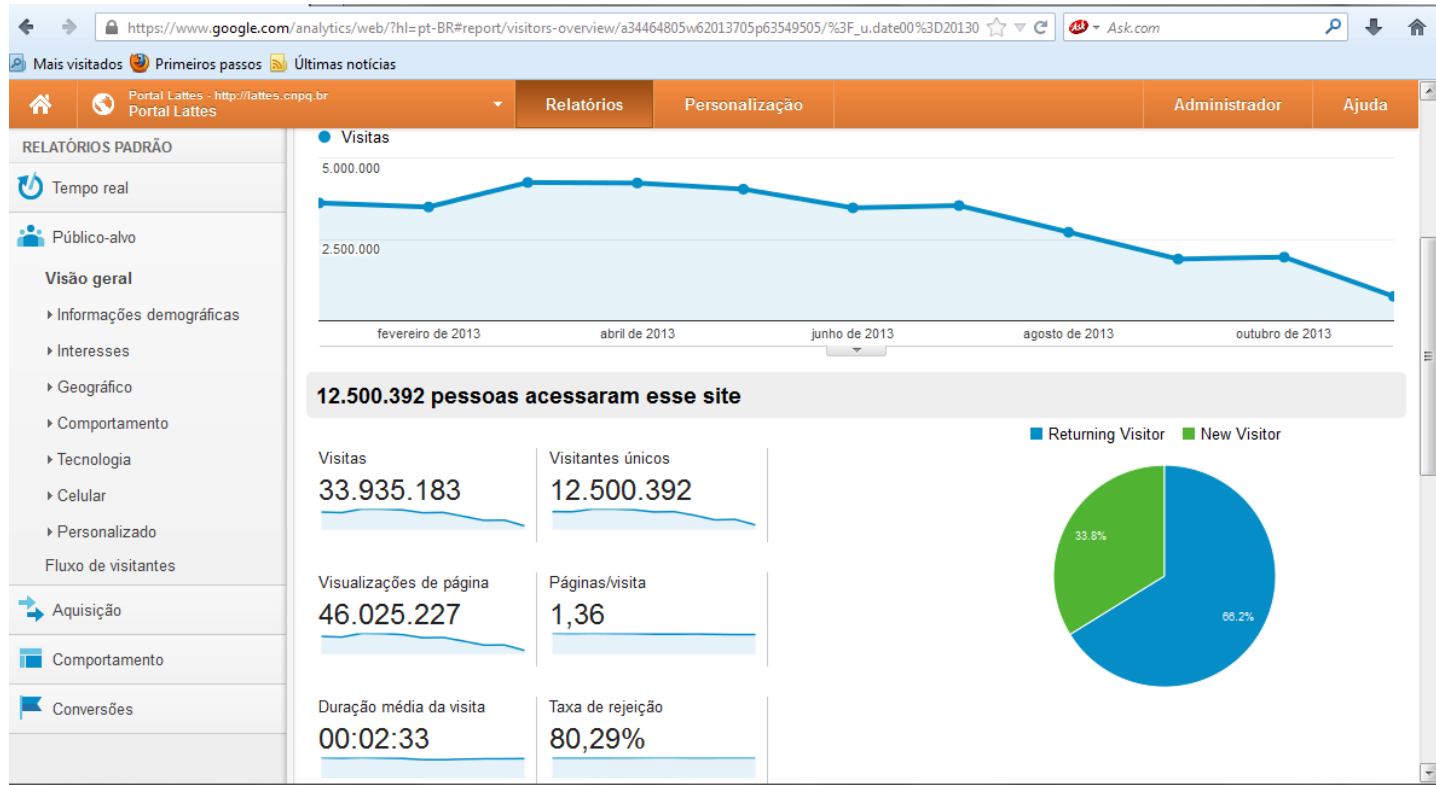 https://www.google.com/analytics/web/?hl=pt-BR#report/visitors-overview/a34464805w62013705p63549505/%3F_u.date00%3D20130
Ask.com
Mais visitados
Primeiros passos
Últimas notícias
Portal Lattes - http://lattes.cnpq.br
Portal Lattes
Relatórios
Personalização
Administrador
Ajuda
RELATÓRIOS PADRÃO
Tempo real
Público-alvo
Visão geral
Informações demográficas
Interesses
Geográfico
Comportamento
Tecnologia
Celular
Personalizado
Fluxo de visitantes
Aquisição
Comportamento
Conversões
Visitas
5.000.000
2.500.000
fevereiro de 2013
abril de 2013
junho de 2013
agosto de 2013
outubro de 2013
12.500.392 pessoas acessaram esse site
Visitas
33.935.183
Visitantes únicos
12.500.392
Visualizações de página
46.025.227
Páginas/visita
1,36
Duração média da visita
00:02:33
Taxa de rejeição
80,29%
Returning Visitor
New Visitor
33.8%
66.2%